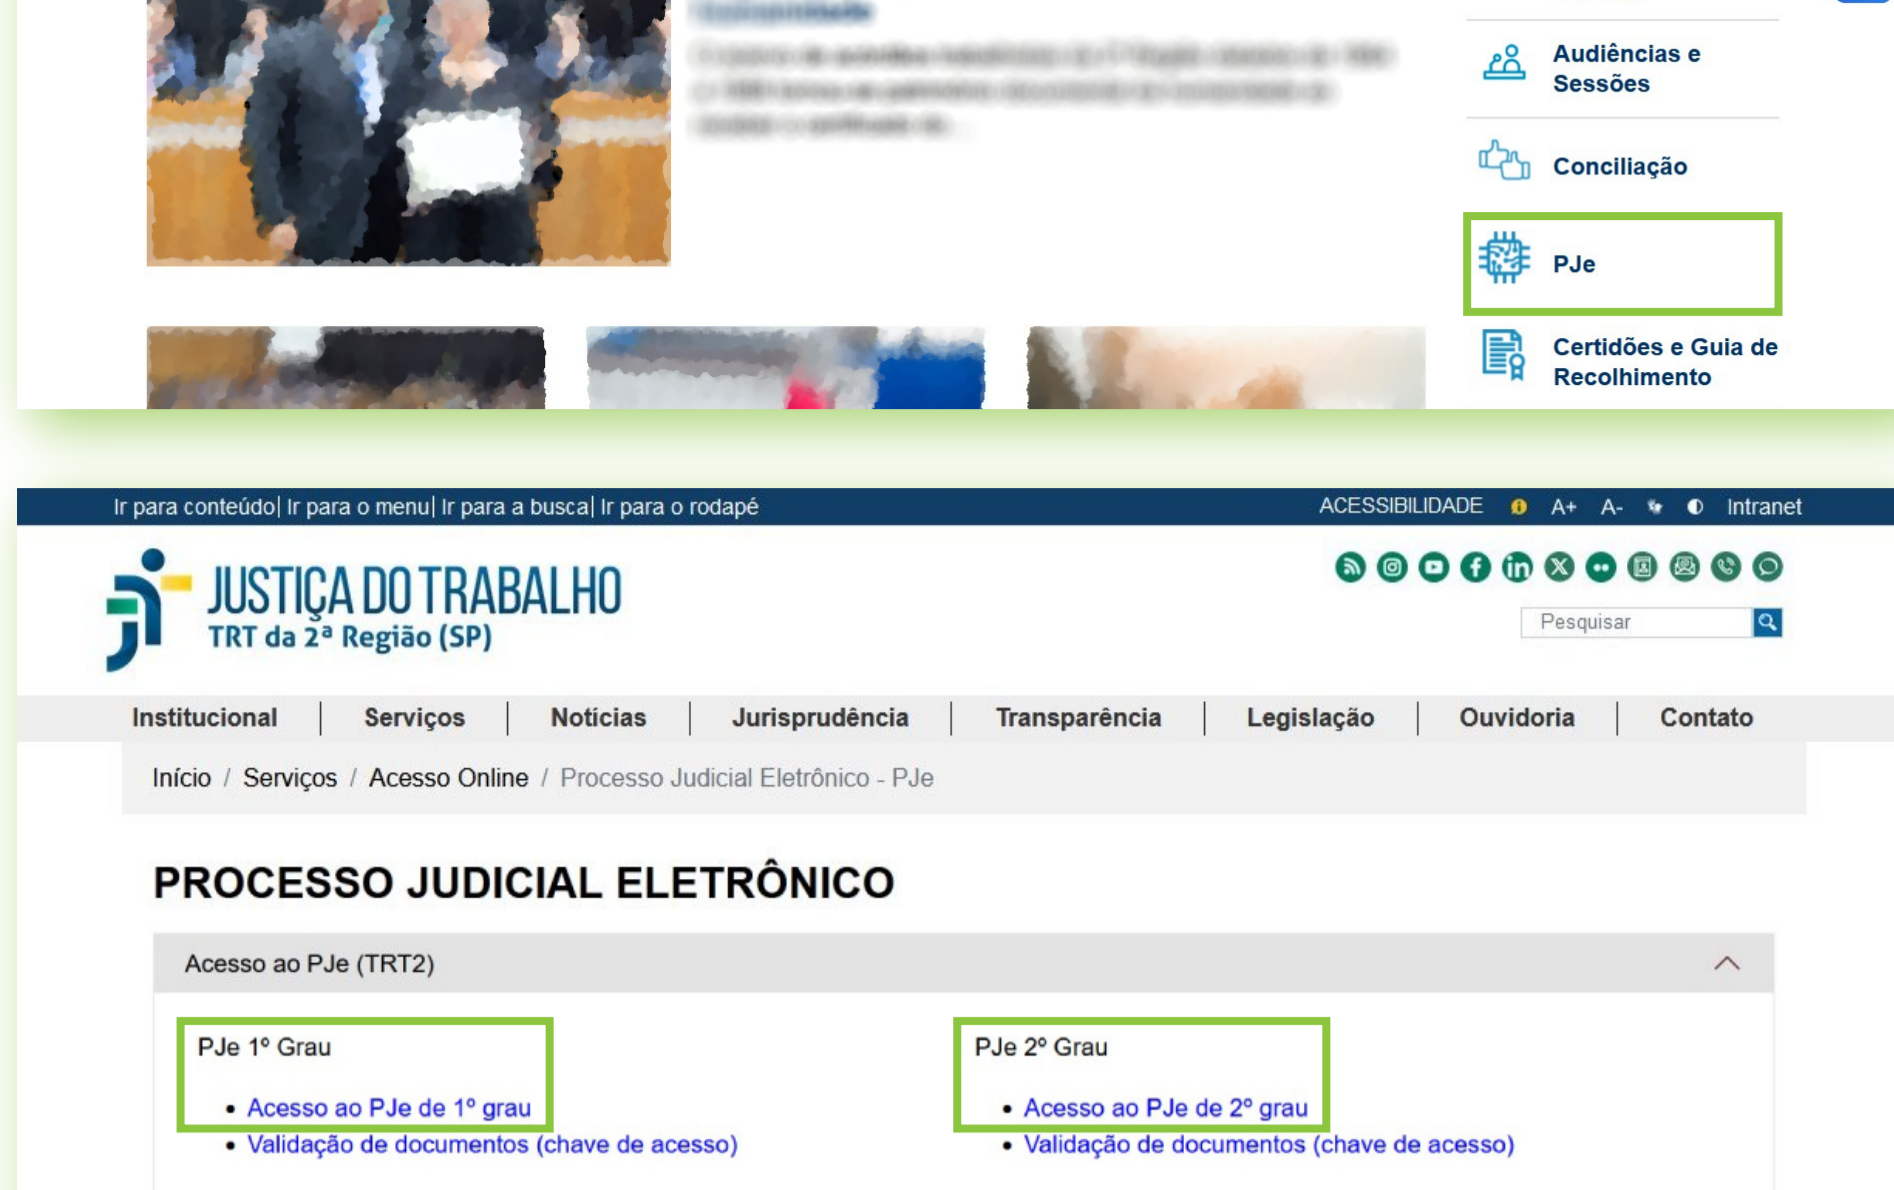 Audiências e
Sessões
Conciliação
PJe
Certidões e Guia de
Recolhimento
Ir para conteúdo| Ir para o menu| Ir para a busca| Ir para o rodapé
ACESSIBILIDADE A+ A- Intranet
JUSTIÇA DO TRABALHO
TRT da 2ª Região (SP)
Pesquisar
Institucional | Serviços | Notícias | Jurisprudência | Transparência | Legislação | Ouvidoria | Contato
Início / Serviços / Acesso Online / Processo Judicial Eletrônico - PJe
PROCESSO JUDICIAL ELETRÔNICO
Acesso ao PJe (TRT2)
PJe 1º Grau
• Acesso ao PJe de 1º grau
• Validação de documentos (chave de acesso)
PJe 2º Grau
• Acesso ao PJe de 2º grau
• Validação de documentos (chave de acesso)